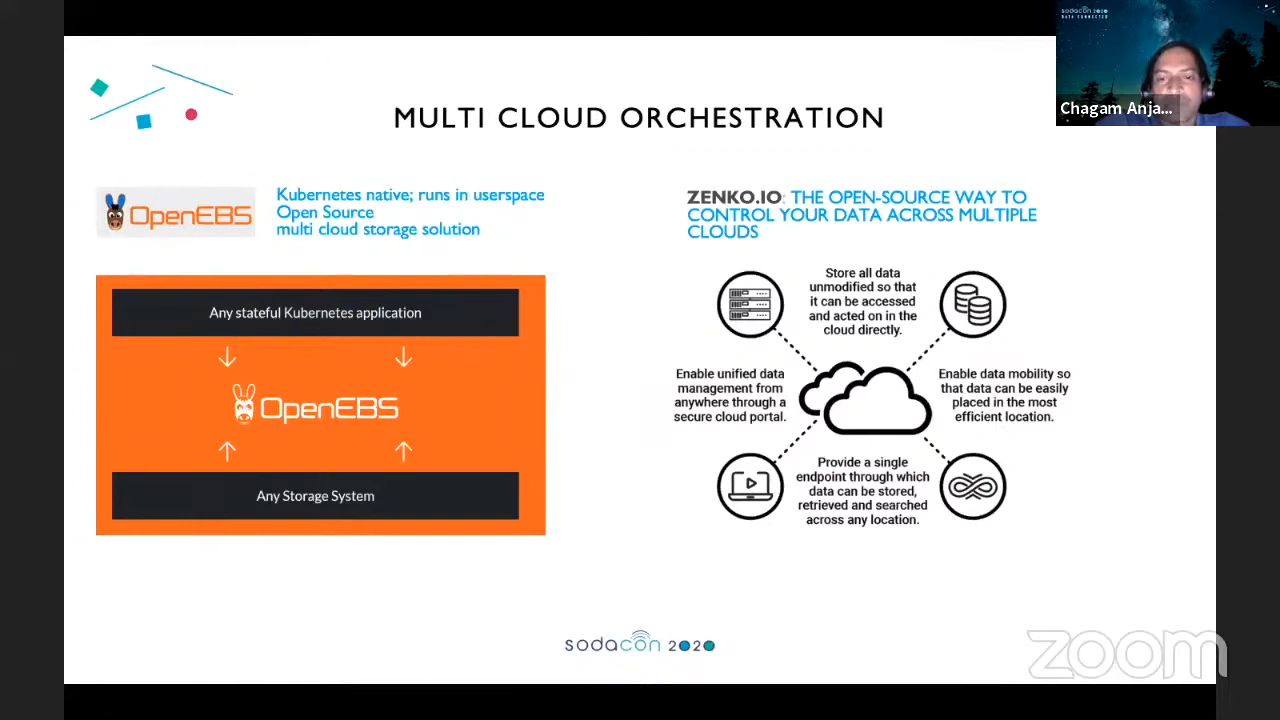 sodacon 2020
DATA CONNECTED
Chagam Anja...
MULTI CLOUD ORCHESTRATION
OpenEBS
Kubernetes native; runs in userspace
Open Source
multi cloud storage solution
Any stateful Kubernetes application
OpenEBS
Any Storage System
ZENKO.IO: THE OPEN-SOURCE WAY TO
CONTROL YOUR DATA ACROSS MULTIPLE
CLOUDS
Store all data
unmodified so that
it can be accessed
and acted on in the
cloud directly.
Enable unified data
management from
anywhere through a
secure cloud portal.
Enable data mobility so
that data can be easily
placed in the most
efficient location.
Provide a single
endpoint through which
data can be stored,
retrieved and searched
across any location.
sodacon 2020
zoom